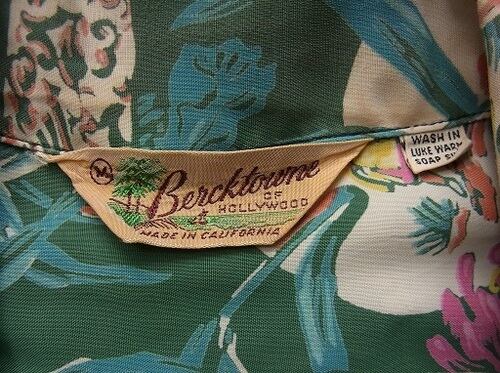 M
Bercktowne
OF
HOLLYWOOD
MADE IN CALIFORNIA
WASH IN
LUKE WARM
SOAP